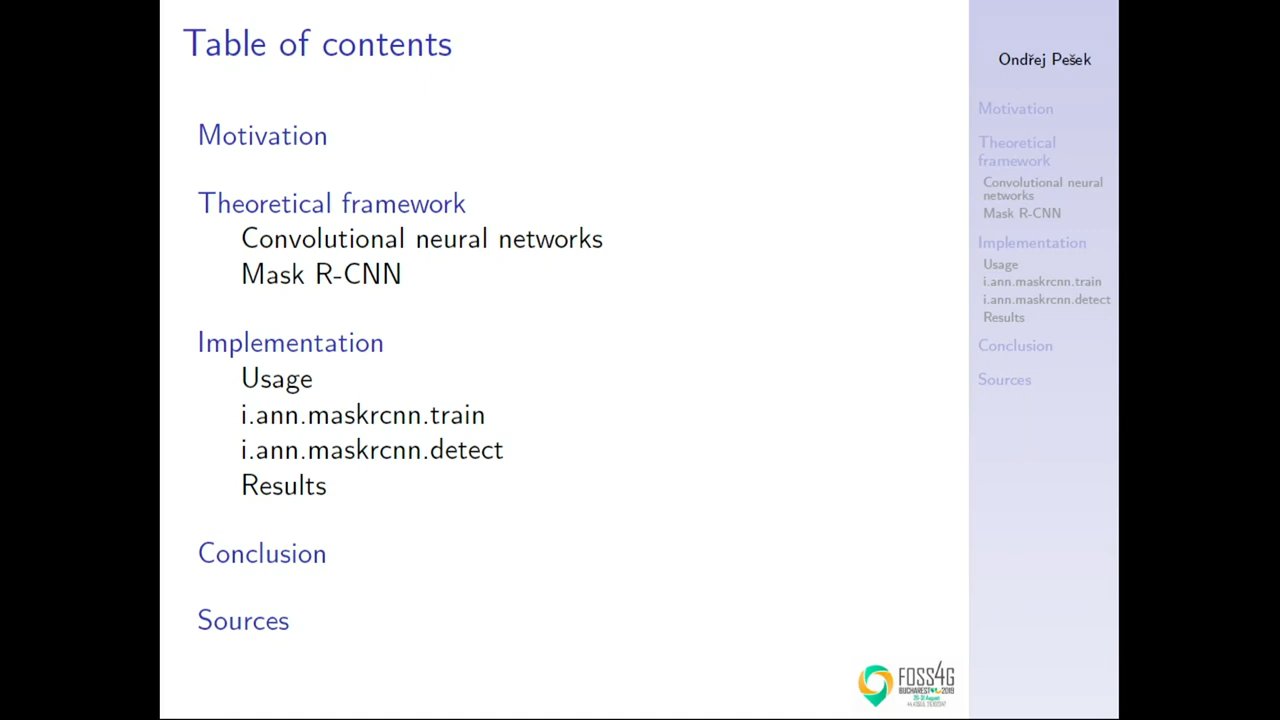 Table of contents
Motivation
Theoretical framework
Convolutional neural networks
Mask R-CNN
Implementation
Usage
i.ann.maskrcnn.train
i.ann.maskrcnn.detect
Results
Conclusion
Sources
Ondřej Pešek
Motivation
Theoretical
framework
Convolutional neural
networks
Mask R-CNN
Implementation
Usage
i.ann.maskrcnn.train
i.ann.maskrcnn.detect
Results
Conclusion
Sources
FOSS4G
BUCHAREST 2019